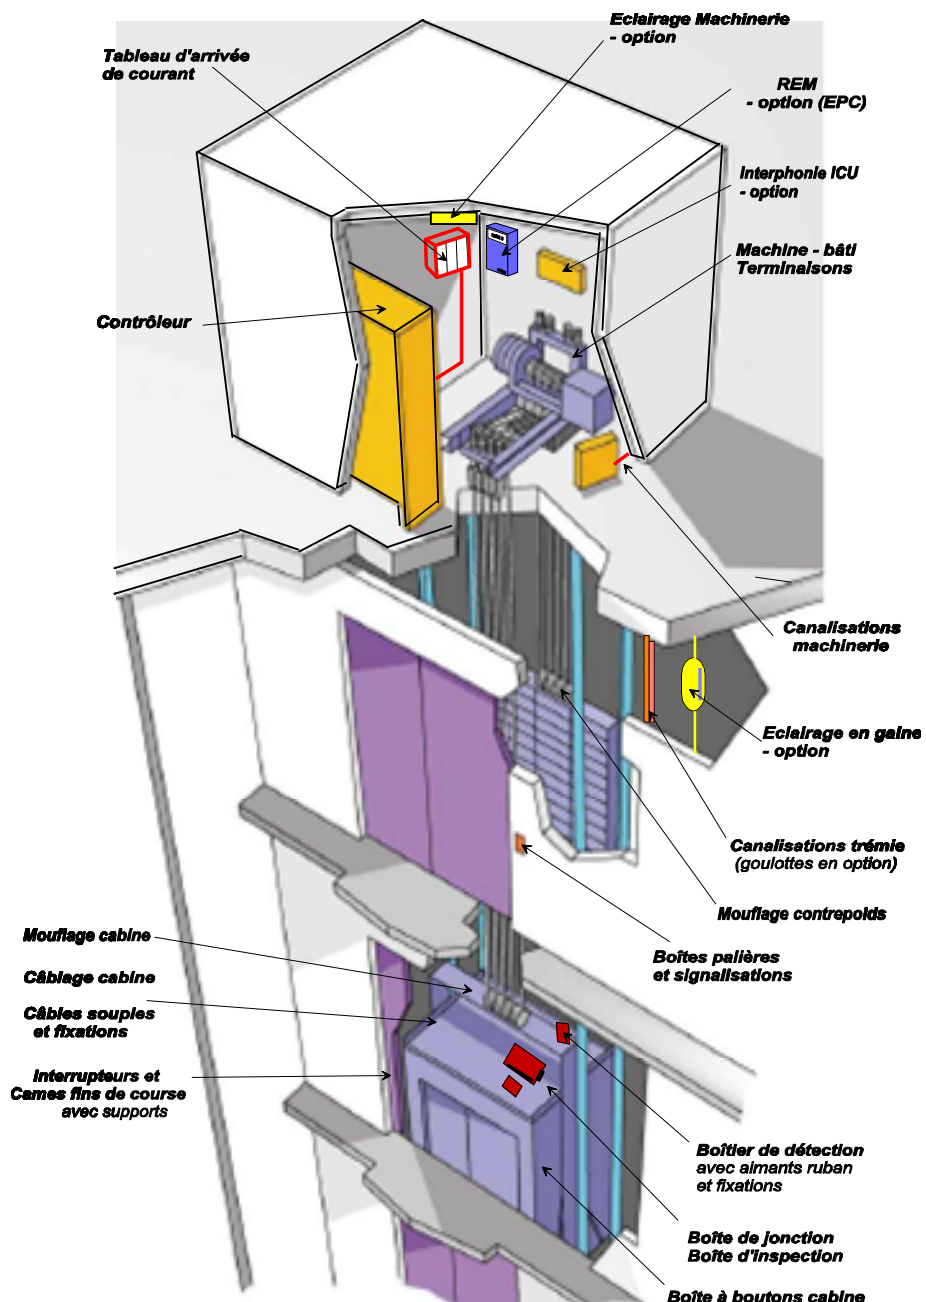 Eclairage Machinerie
- option
Tableau d'arrivée
de courant
REM
- option (EPC)
Interphonie ICU
- option
Machine - bâti
Terminaisons
Contrôleur
Canalisations
machinerie
Eclairage en gaine
- option
Canalisations trémie
(goulottes en option)
Mouflage contrepoids
Boîtes palières
et signalisations
Mouflage cabine
Câblage cabine
Câbles souples
et fixations
Interrupteurs et
Cames fins de course
avec supports
Boîtier de détection
avec aimants ruban
et fixations
Boîte de jonction
Boîte d'inspection
Boîte à boutons cabine